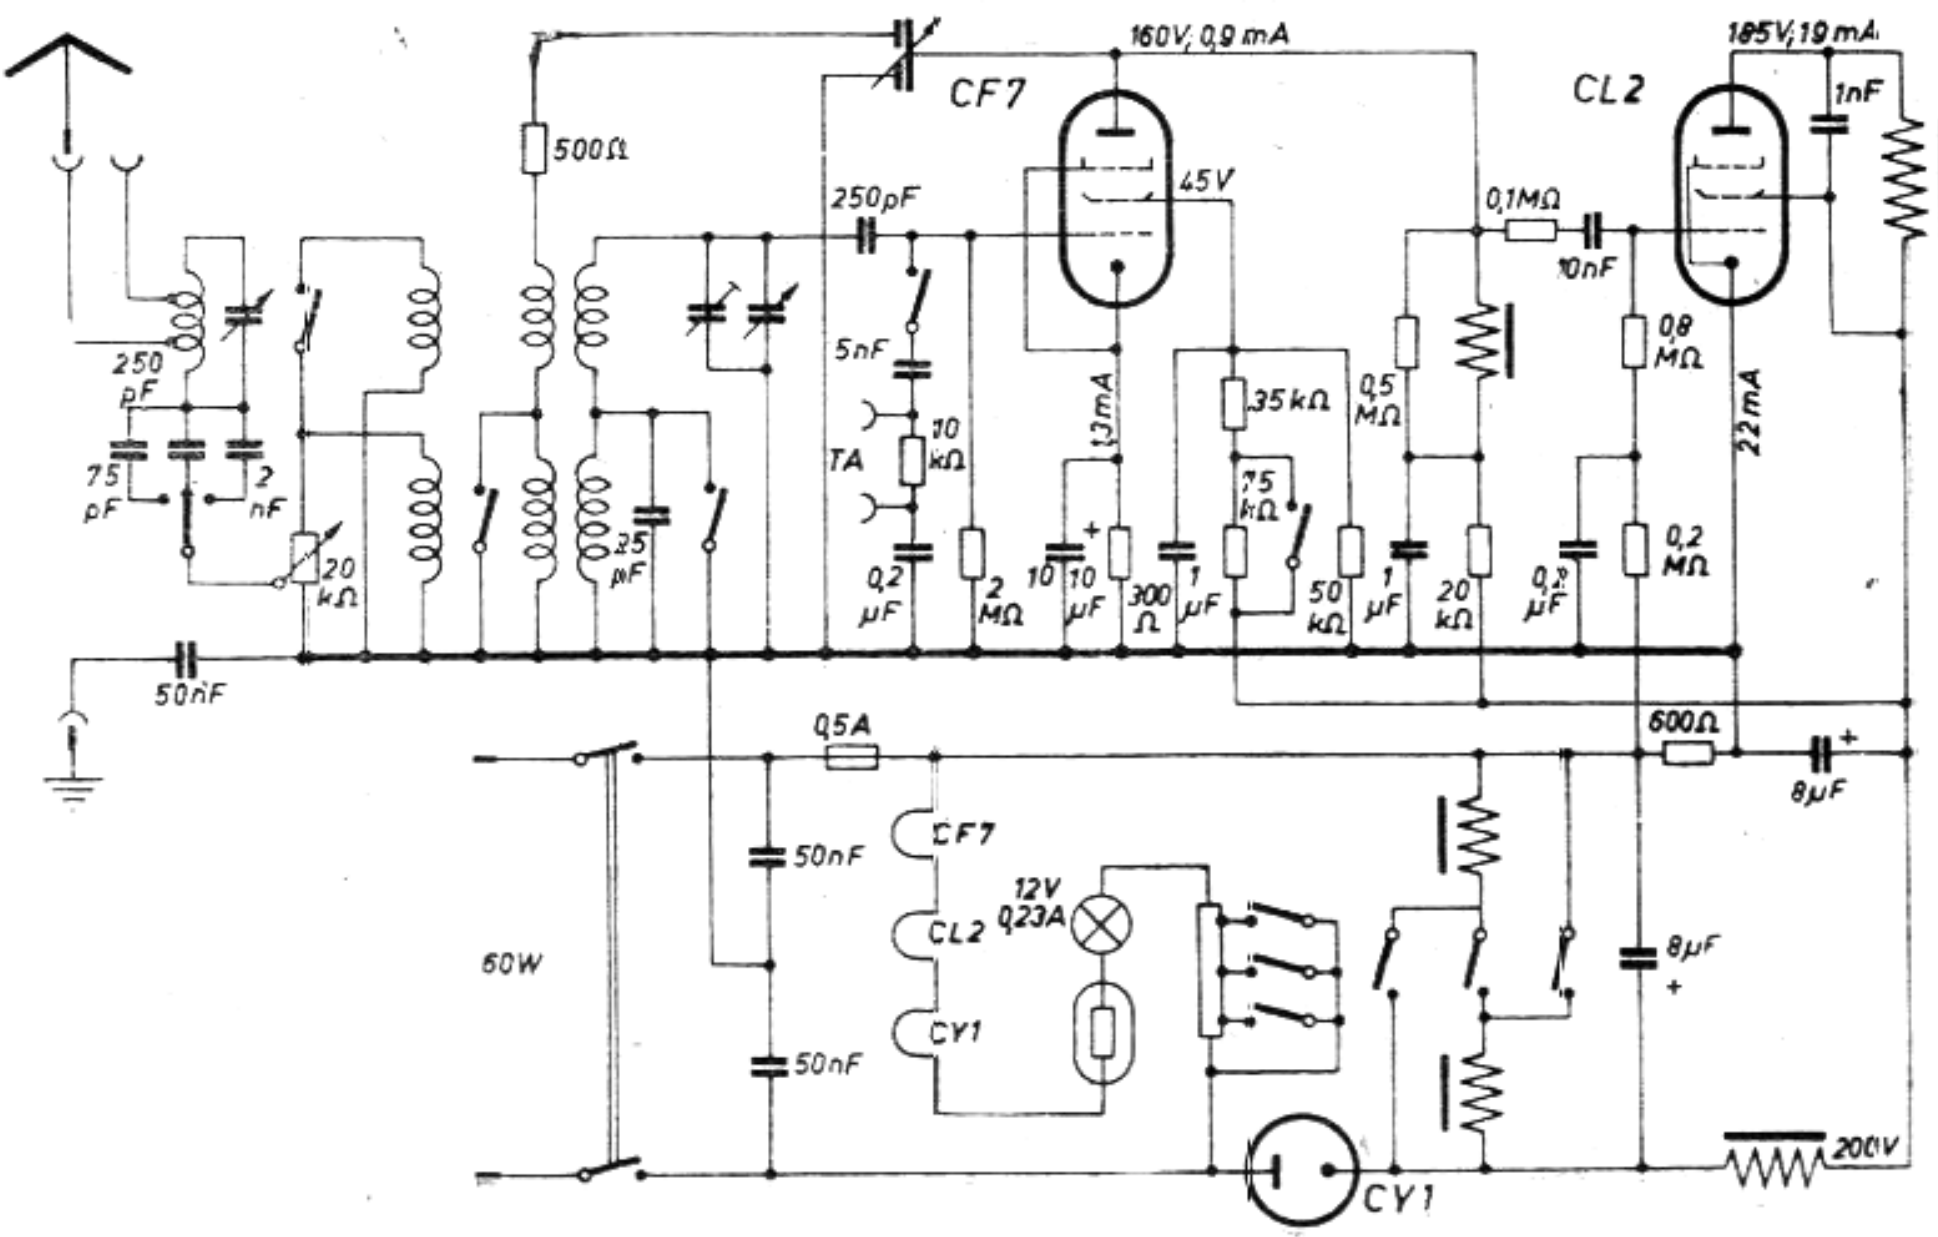 160V; 0,9 mA
185V; 19 mA
CF7
CL2
1nF
500Ω
45V
250pF
0,1MΩ
10nF
250
pF
5nF
0,8
MΩ
0,5
MΩ
35kΩ
1,3mA
22mA
10
kΩ
TA
75
pF
2
nF
75
kΩ
25
pF
20
kΩ
0,2
µF
2
MΩ
10
10
µF
+
300
Ω
1
µF
50
kΩ
1
µF
20
kΩ
µF
0,2
MΩ
50nF
0,5A
600Ω
+
8µF
CF7
50nF
12V
0,23A
CL2
60W
8µF
+
CY1
50nF
200V
CY1